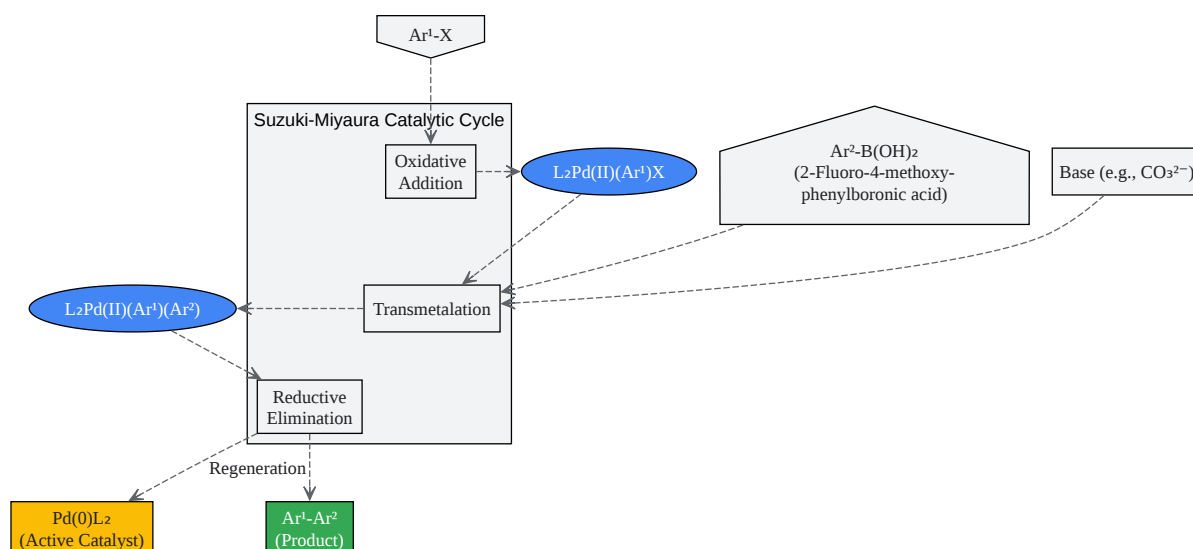 Ar¹-X
Suzuki-Miyaura Catalytic Cycle
Oxidative
Addition
L₂Pd(II)(Ar¹)X
Ar²-B(OH)₂
(2-Fluoro-4-methoxy-
phenylboronic acid)
Base (e.g., CO₃²⁻)
L₂Pd(II)(Ar¹)(Ar²)
Transmetalation
Reductive
Elimination
Regeneration
Pd(0)L₂
(Active Catalyst)
Ar¹-Ar²
(Product)